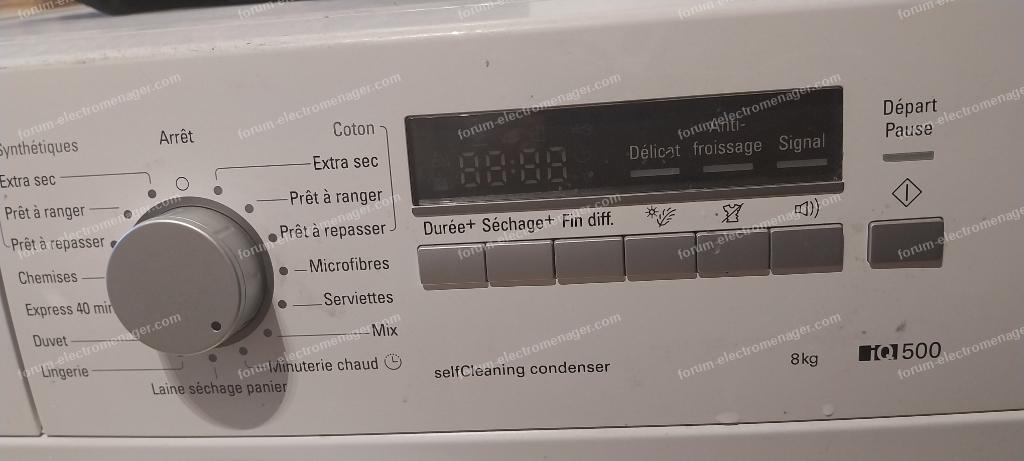 Synthétiques
Extra sec
Prêt à ranger
Prêt à repasser
Chemises
Express 40 min
Duvet
Lingerie
Arrêt
Coton
Extra sec
Prêt à ranger
Prêt à repasser
Microfibres
Serviettes
Mix
Minuterie chaud
Laine séchage panier
88:88
Délicat
Anti-
froissage
Signal
Durée+ Séchage+ Fin diff.
Départ
Pause
selfCleaning condenser
8kg
iQ500
forum-electromenager.com